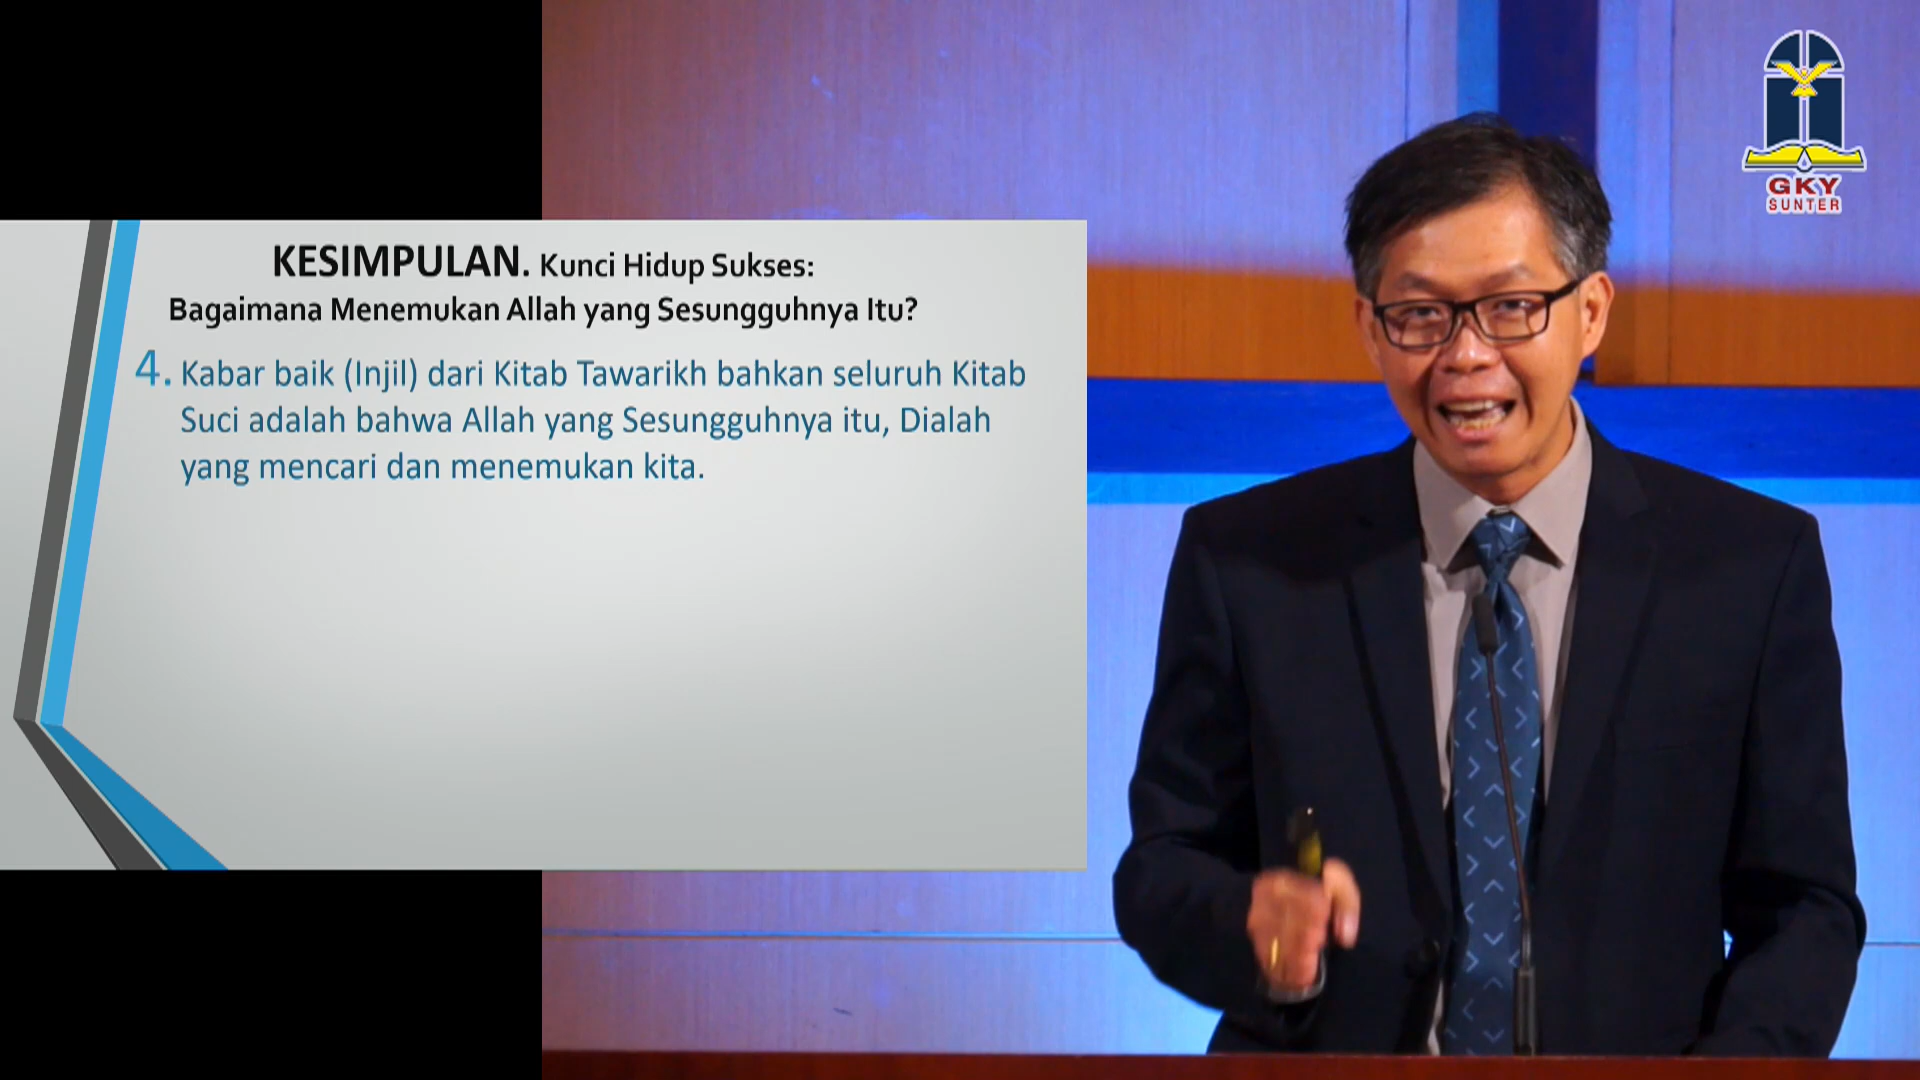 KESIMPULAN. Kunci Hidup Sukses:
Bagaimana Menemukan Allah yang Sesungguhnya Itu?
4. Kabar baik (Injil) dari Kitab Tawarikh bahkan seluruh Kitab
Suci adalah bahwa Allah yang Sesungguhnya itu, Dialah
yang mencari dan menemukan kita.
GKY
SUNTER